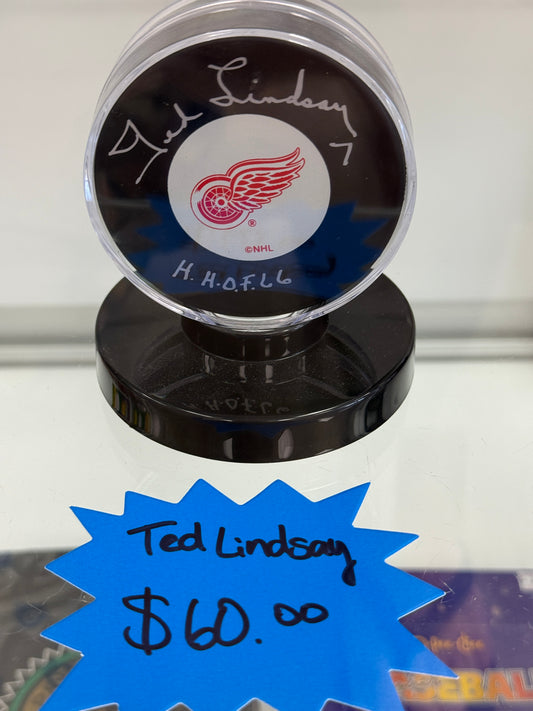 Ted Lindsay
7
®
©NHL
H.H.O.F.66
Ted Lindsay
$60.00